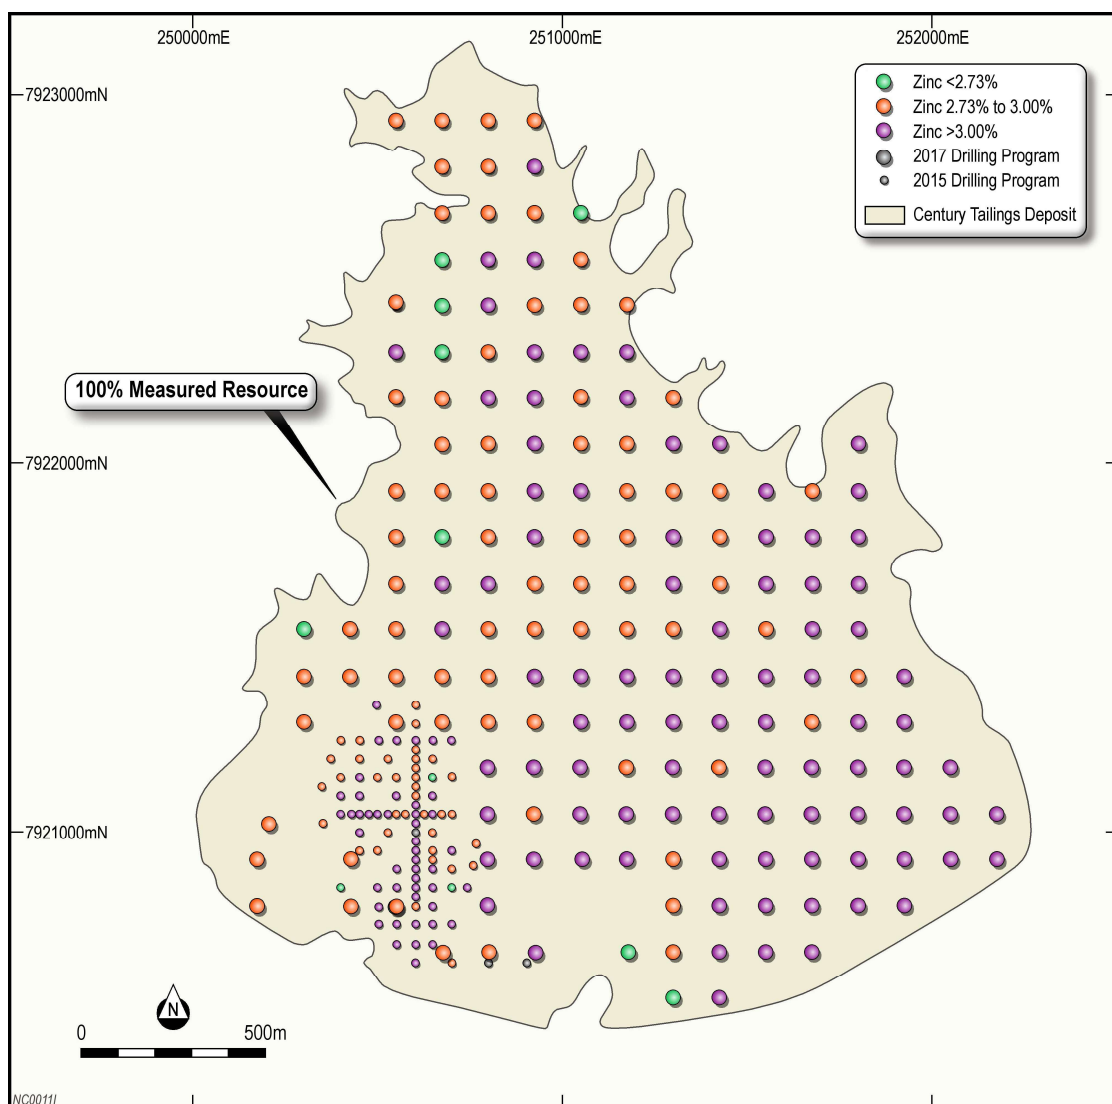 250000mE
251000mE
252000mE
7923000mN
Zinc <2.73%
Zinc 2.73% to 3.00%
Zinc >3.00%
2017 Drilling Program
2015 Drilling Program
Century Tailings Deposit
100% Measured Resource
7922000mN
7921000mN
N
0
500m
NC0011l